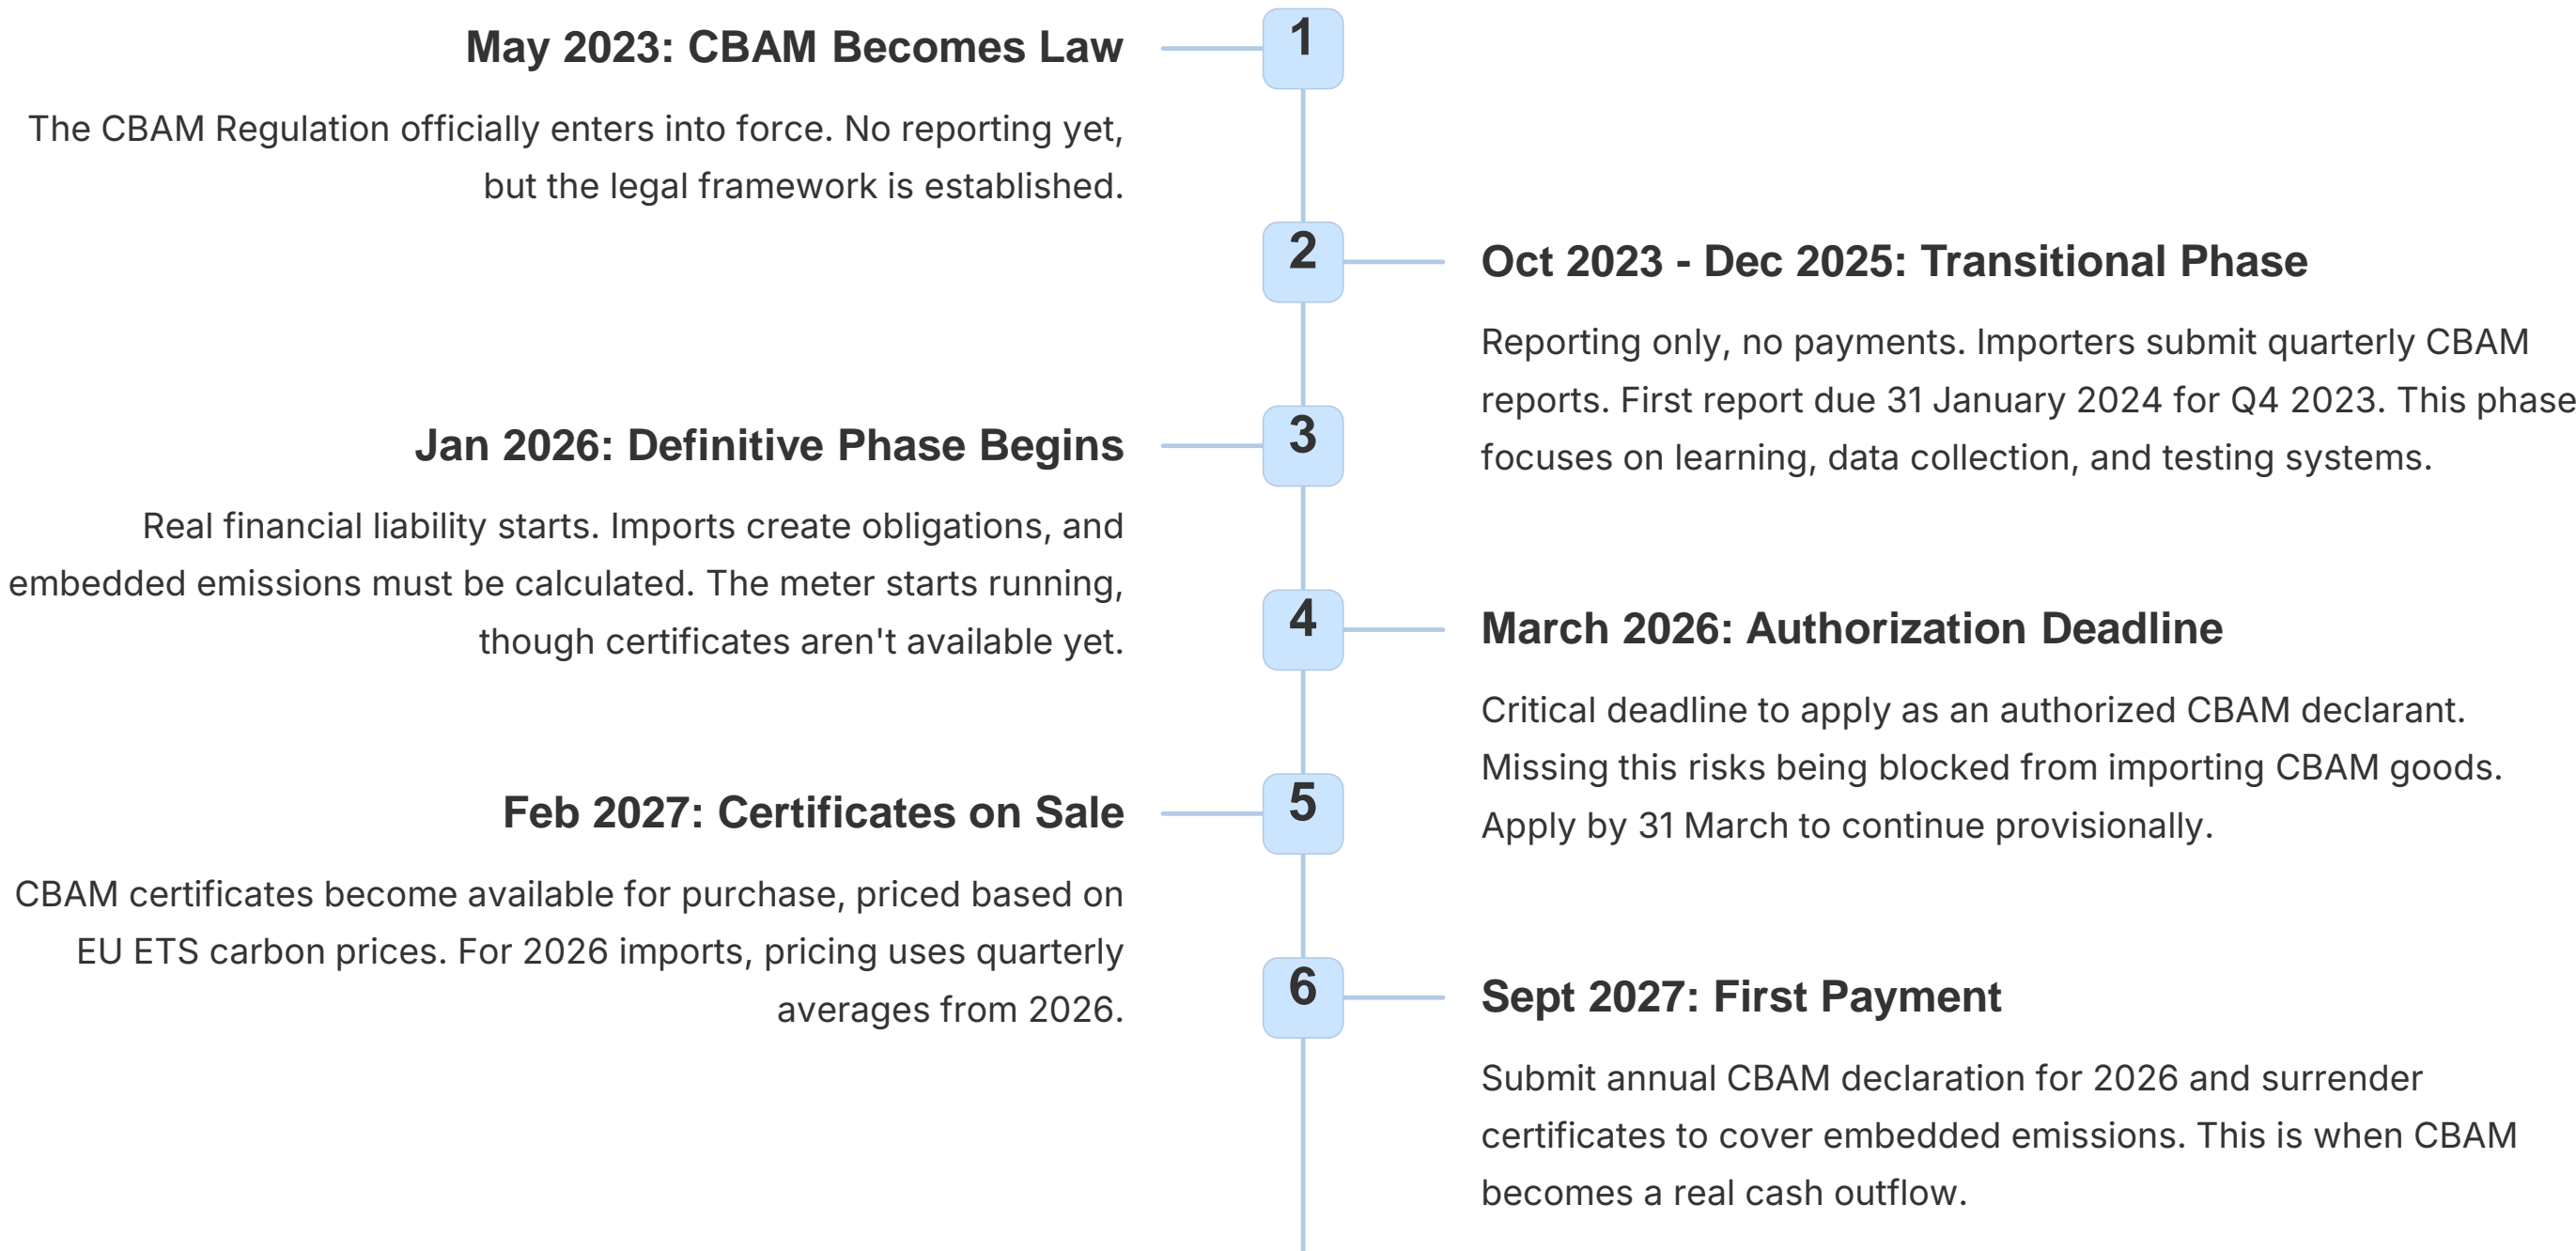 1
May 2023: CBAM Becomes Law
The CBAM Regulation officially enters into force. No reporting yet,
but the legal framework is established.
2
Oct 2023 - Dec 2025: Transitional Phase
Reporting only, no payments. Importers submit quarterly CBAM
reports. First report due 31 January 2024 for Q4 2023. This phase
focuses on learning, data collection, and testing systems.
3
Jan 2026: Definitive Phase Begins
Real financial liability starts. Imports create obligations, and
embedded emissions must be calculated. The meter starts running,
though certificates aren't available yet.
4
March 2026: Authorization Deadline
Critical deadline to apply as an authorized CBAM declarant.
Missing this risks being blocked from importing CBAM goods.
Apply by 31 March to continue provisionally.
5
Feb 2027: Certificates on Sale
CBAM certificates become available for purchase, priced based on
EU ETS carbon prices. For 2026 imports, pricing uses quarterly
averages from 2026.
6
Sept 2027: First Payment
Submit annual CBAM declaration for 2026 and surrender
certificates to cover embedded emissions. This is when CBAM
becomes a real cash outflow.